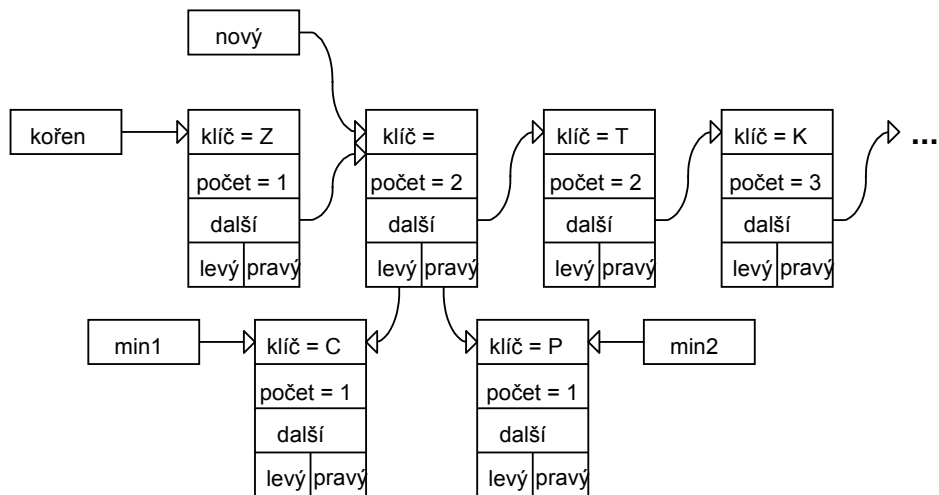 nový
kořen
klíč = Z
počet = 1
další
levý pravý
klíč =
počet = 2
další
levý pravý
klíč = T
počet = 2
další
levý pravý
klíč = K
počet = 3
další
levý pravý
...
min1
klíč = C
počet = 1
další
levý pravý
klíč = P
počet = 1
další
levý pravý
min2